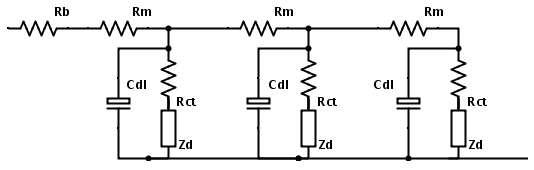 Rb Rm Rm Rm
Cdl Cdl Cdl
Rct Rct Rct
Zd Zd Zd